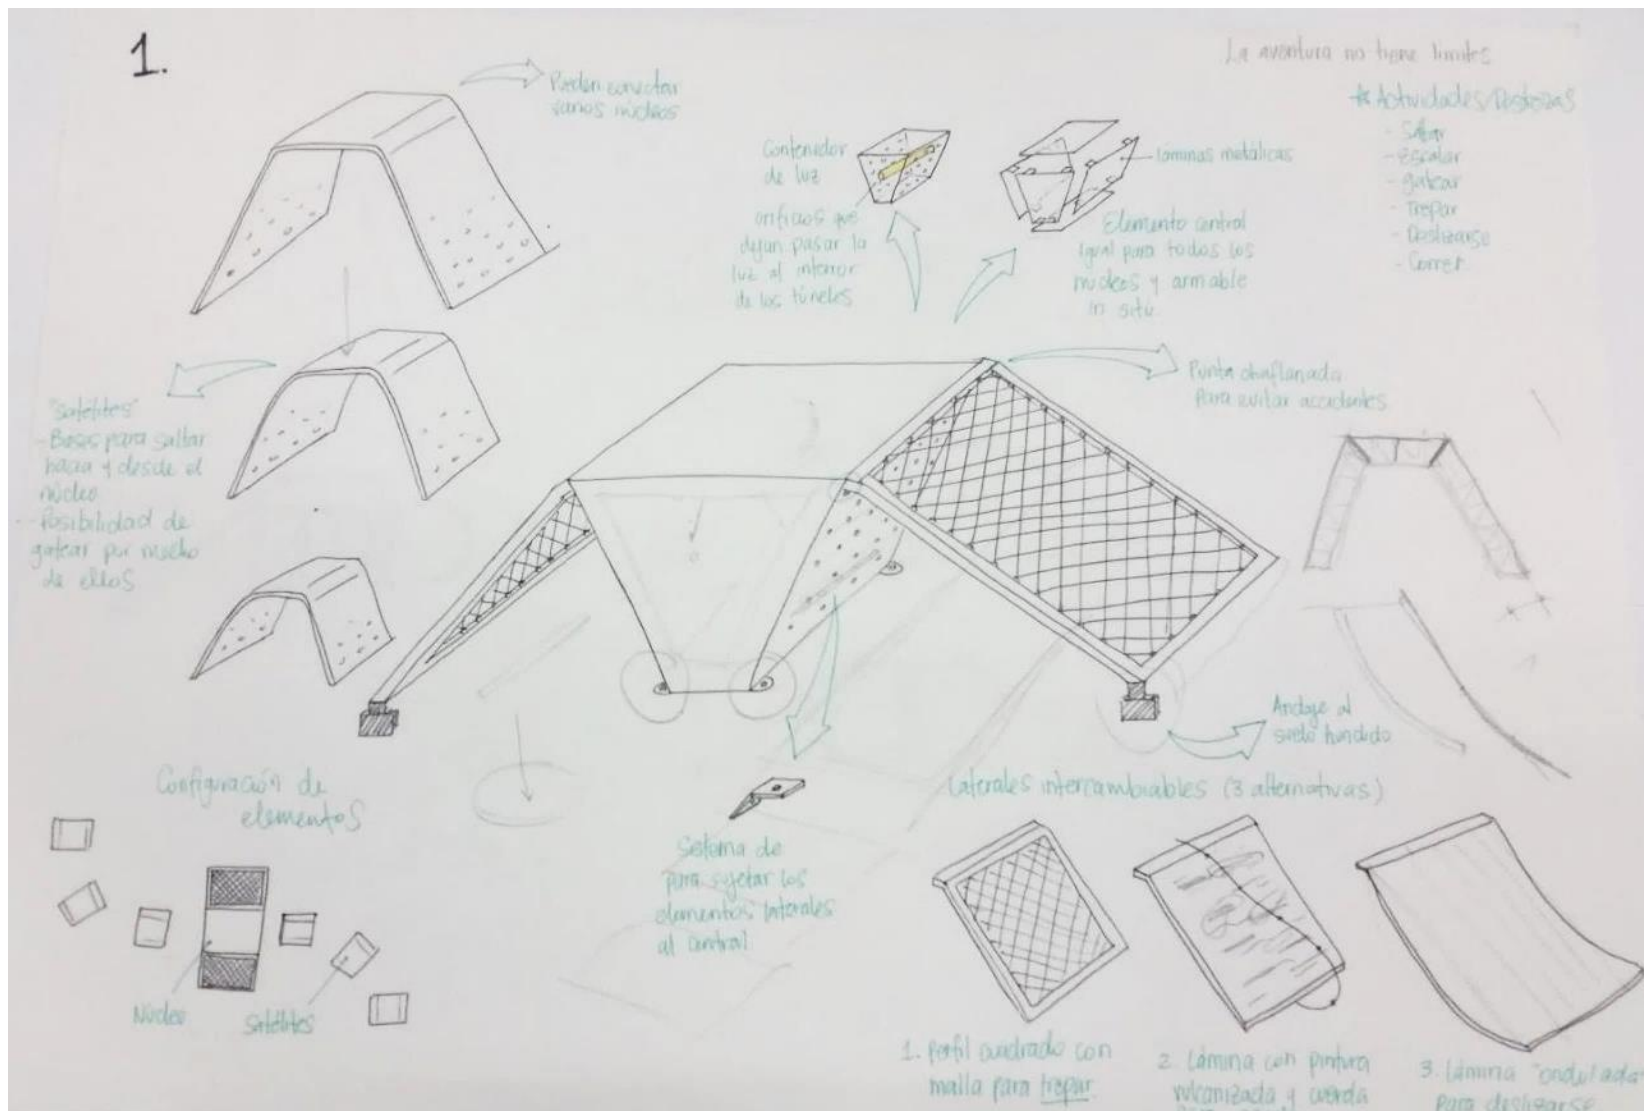 1.
Pueden conectar
varios núcleos
La aventura no tiene límites
* Actividades/Destrezas
- Saltar
- Escalar
- gatear
- Trepar
- Deslizarse
- Correr
Contenedor
de luz
orificios que
dejan pasar la
luz al interior
de los túneles
láminas metálicas
Elemento central
igual para todos los
núcleos y armable
in situ
"Satélites"
- Bases para saltar
hacia y desde el
núcleo
- Posibilidad de
gatear por medio
de ellos
Punta chaflanada
para evitar accidentes
Anclaje al
suelo hundido
Configuración de
elementos
Núcleo
Satélites
Sistema de
para sujetar los
elementos laterales
al central
Laterales intercambiables (3 alternativas)
1. Perfil cuadrado con
malla para trepar
2. Lámina con pintura
vulcanizada y cuerda
3. Lámina "ondulada"
para deslizarse